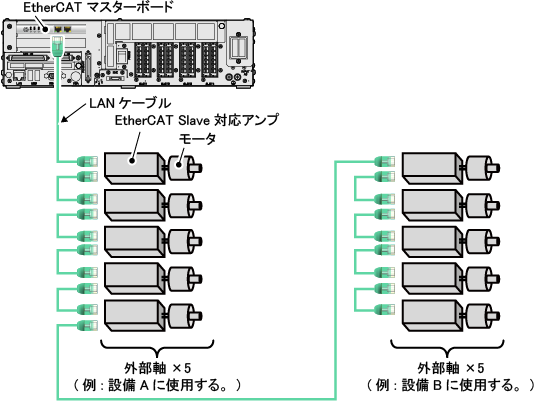 EtherCAT マスターボード
LAN ケーブル
EtherCAT Slave 対応アンプ
モータ
外部軸 ×5
( 例 : 設備 A に使用する。 )
外部軸 ×5
( 例 : 設備 B に使用する。 )